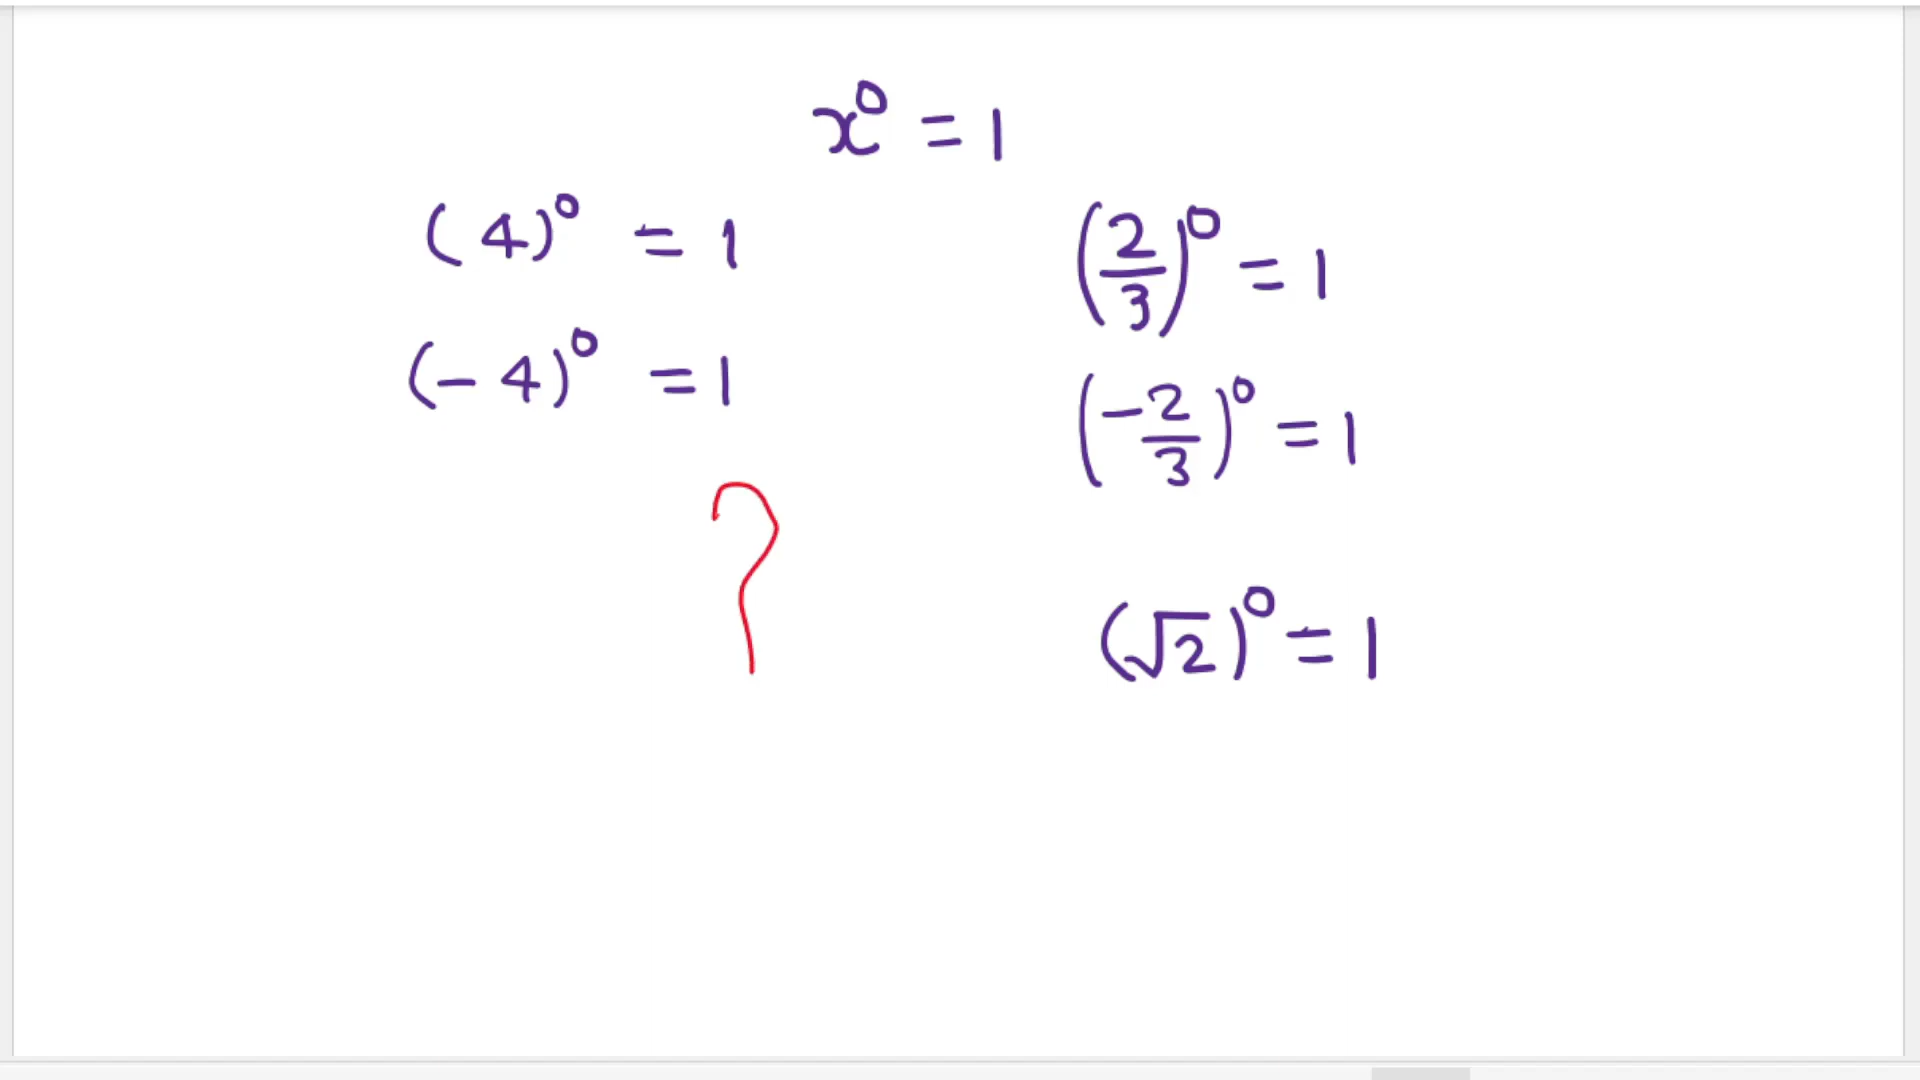 x⁰ = 1
(4)⁰ = 1
(-4)⁰ = 1
(2/3)⁰ = 1
(-2/3)⁰ = 1
?
(√2)⁰ = 1